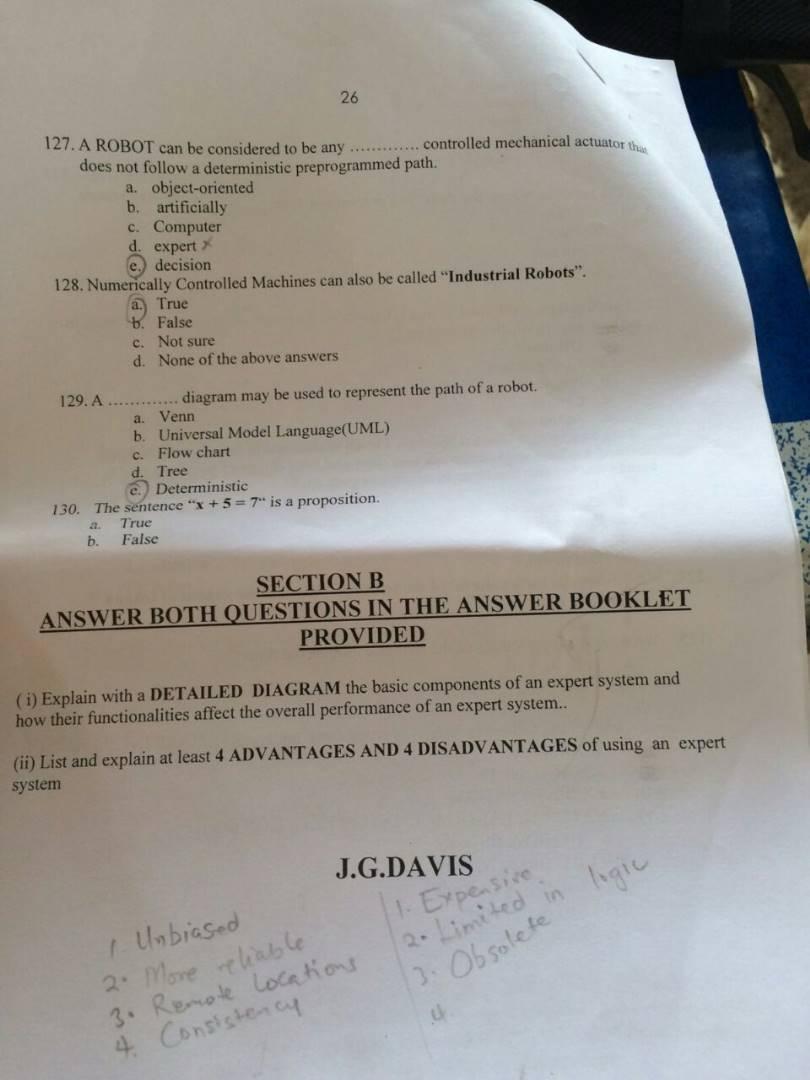 26
127. A ROBOT can be considered to be any ............. controlled mechanical actuator that
does not follow a deterministic preprogrammed path.
a. object-oriented
b. artificially
c. Computer
d. expert x
e. decision
128. Numerically Controlled Machines can also be called “Industrial Robots”.
a. True
b. False
c. Not sure
d. None of the above answers
129. A ............. diagram may be used to represent the path of a robot.
a. Venn
b. Universal Model Language(UML)
c. Flow chart
d. Tree
e. Deterministic
130. The sentence “x + 5 = 7“ is a proposition.
a. True
b. False
SECTION B
ANSWER BOTH QUESTIONS IN THE ANSWER BOOKLET
PROVIDED
( i) Explain with a DETAILED DIAGRAM the basic components of an expert system and
how their functionalities affect the overall performance of an expert system..
(ii) List and explain at least 4 ADVANTAGES AND 4 DISADVANTAGES of using an expert
system
J.G.DAVIS
1. Unbiased
2. More reliable
3. Remote Locations
4. Consistency
1. Expensive
2. Limited in logic
3. Obsolete
4